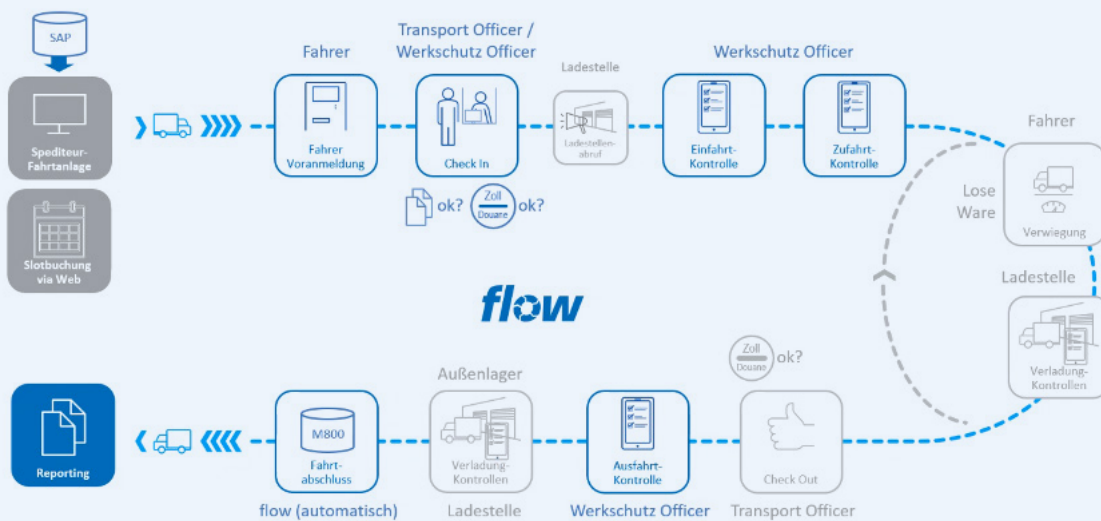 SAP
Spediteur-
Fahrtanlage
Slotbuchung
via Web
Fahrer
Fahrer
Voranmeldung
Transport Officer /
Werkschutz Officer
Check In
ok?
Zoll
Douane
ok?
Ladestelle
Ladestellen-
abruf
Werkschutz Officer
Einfahrt-
Kontrolle
Zufahrt-
Kontrolle
Fahrer
Lose
Ware
Verwiegung
Ladestelle
Verladung-
Kontrollen
flow
Zoll
Douane
ok?
Check Out
Transport Officer
Ausfahrt-
Kontrolle
Werkschutz Officer
Außenlager
Verladung-
Kontrollen
Ladestelle
M800
Fahrt-
abschluss
flow (automatisch)
Reporting